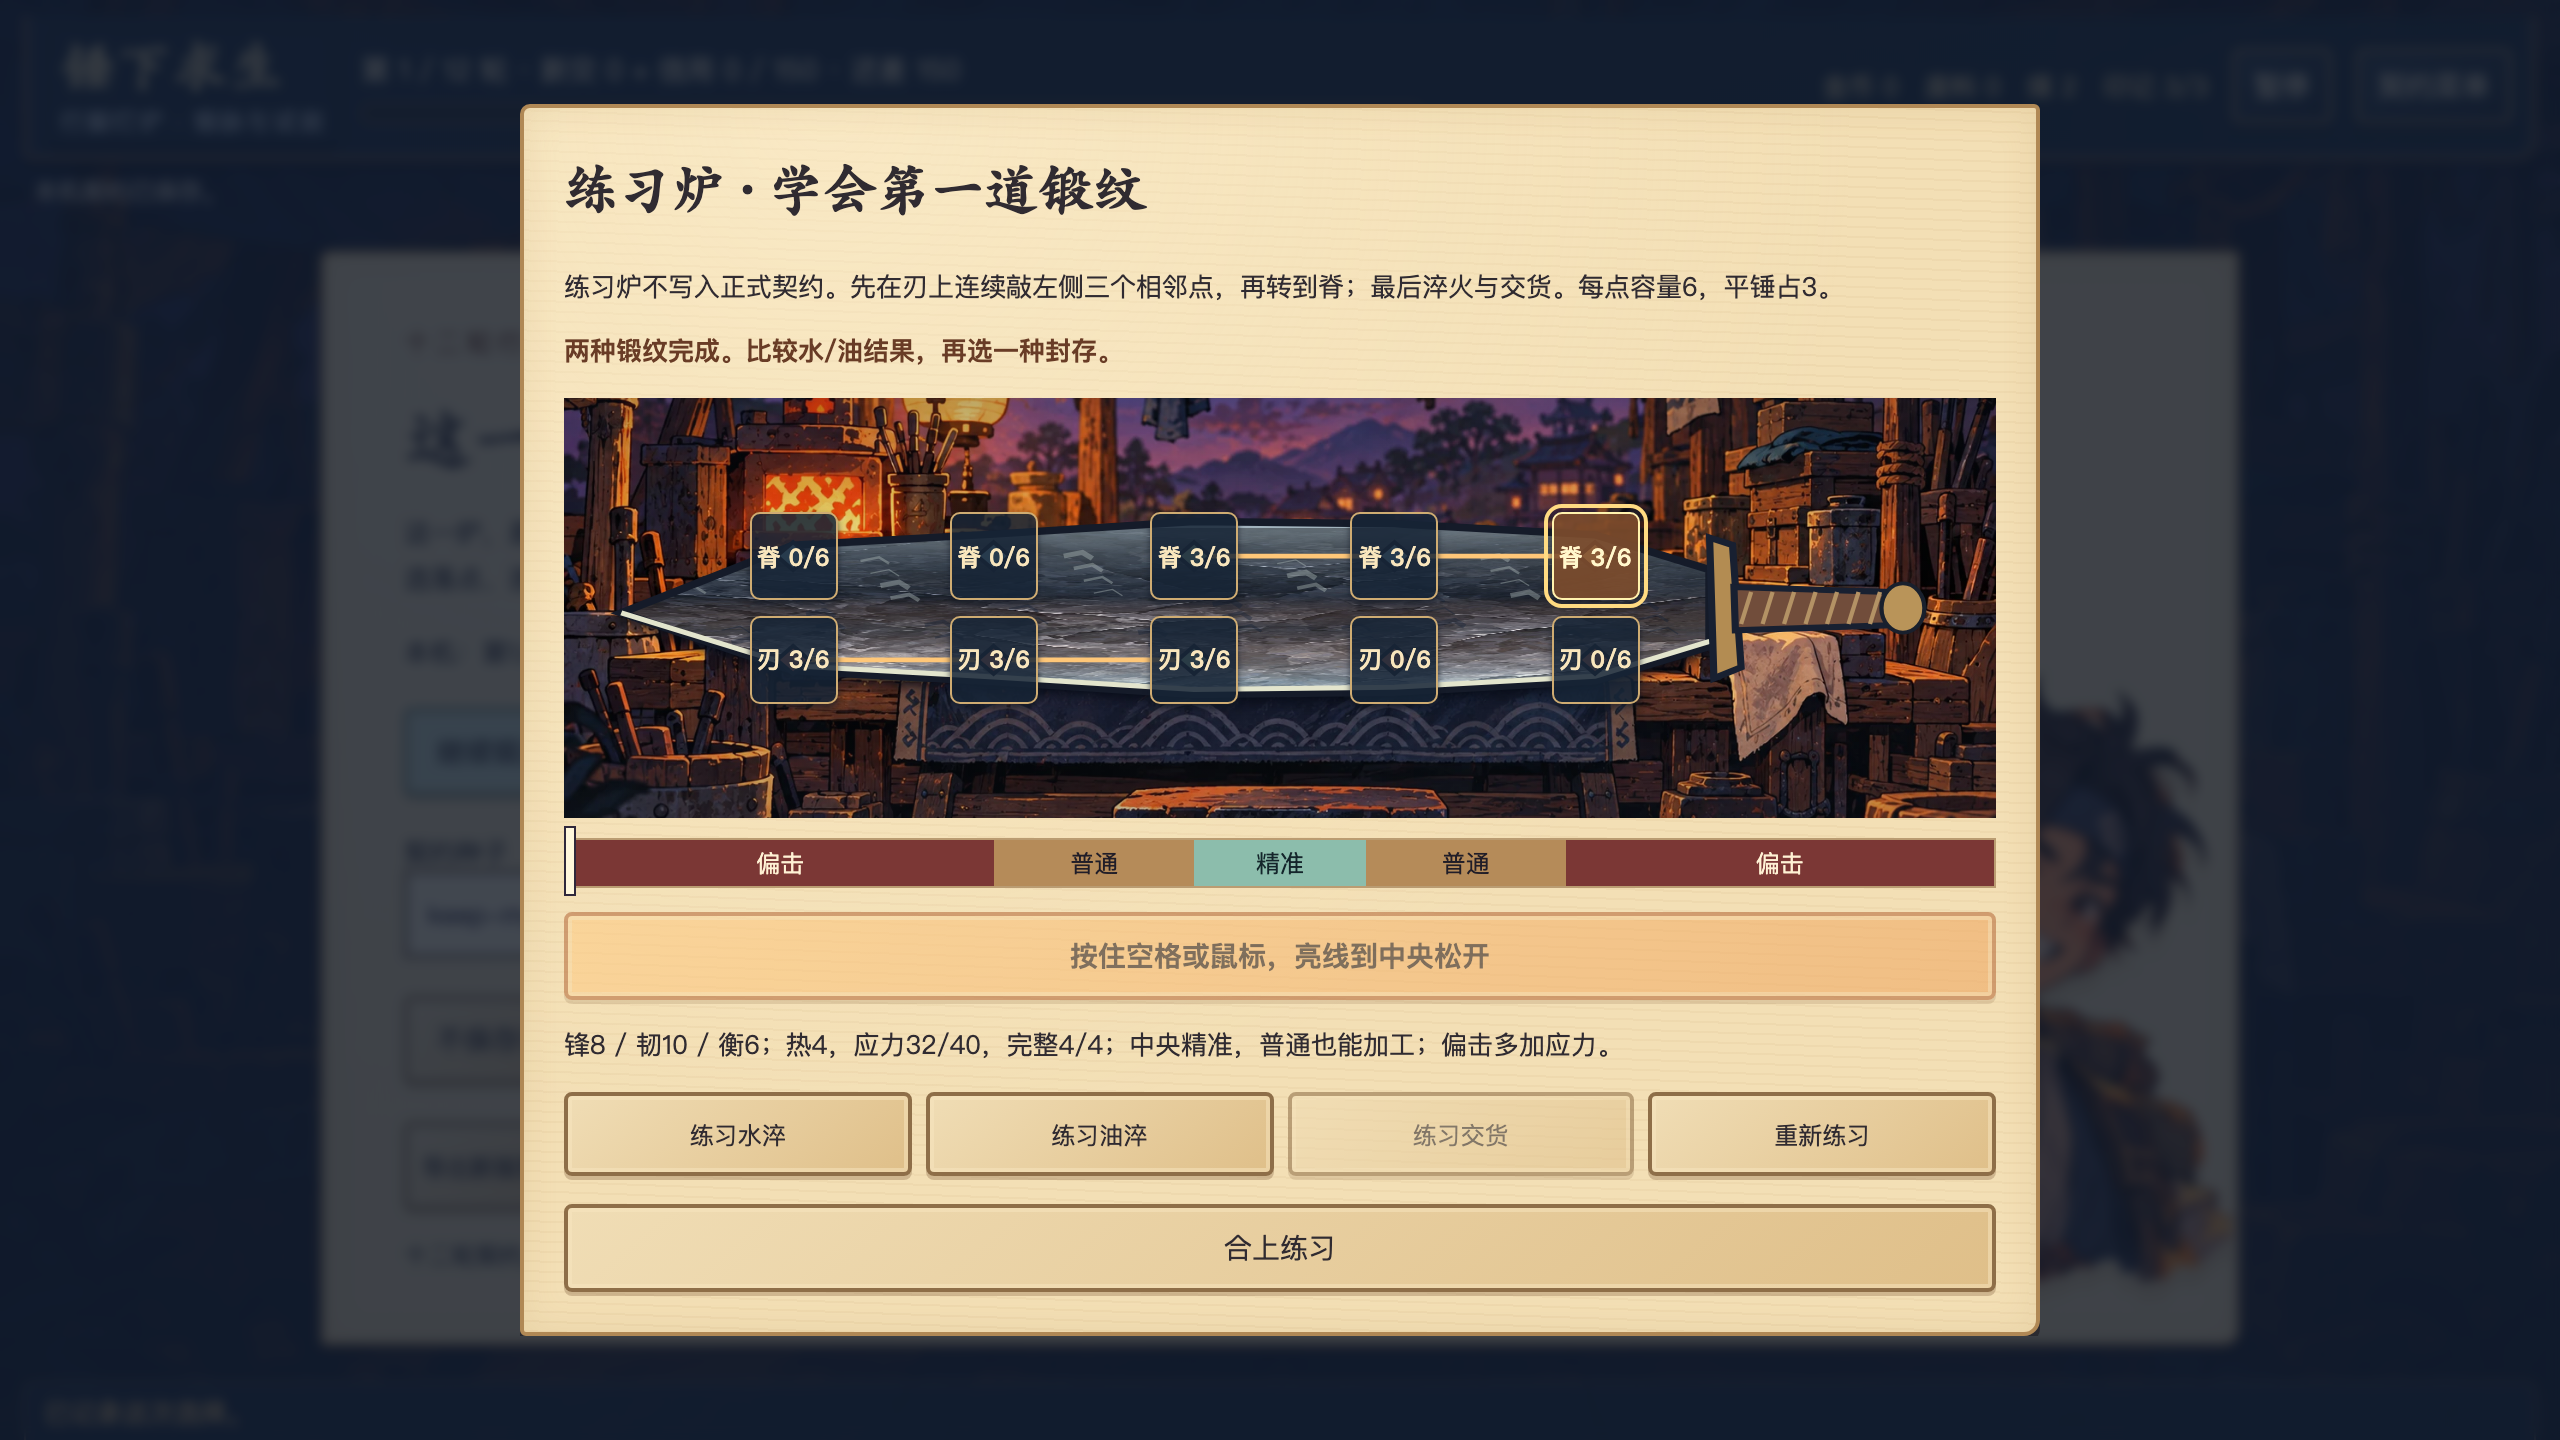 锤下求生
练习炉·学会第一道锻纹
练习炉不写入正式契约。先在刃上连续敲左侧三个相邻点，再转到脊；最后淬火与交货。每点容量6，平锤占3。
两种锻纹完成。比较水/油结果，再选一种封存。
脊 0/6 脊 0/6 脊 3/6 脊 3/6 脊 3/6
刃 3/6 刃 3/6 刃 3/6 刃 0/6 刃 0/6
偏击 普通 精准 普通 偏击
按住空格或鼠标，亮线到中央松开
锋8 / 韧10 / 衡6；热4，应力32/40，完整4/4；中央精准，普通也能加工；偏击多加应力。
练习水淬 练习油淬 练习交货 重新练习
合上练习